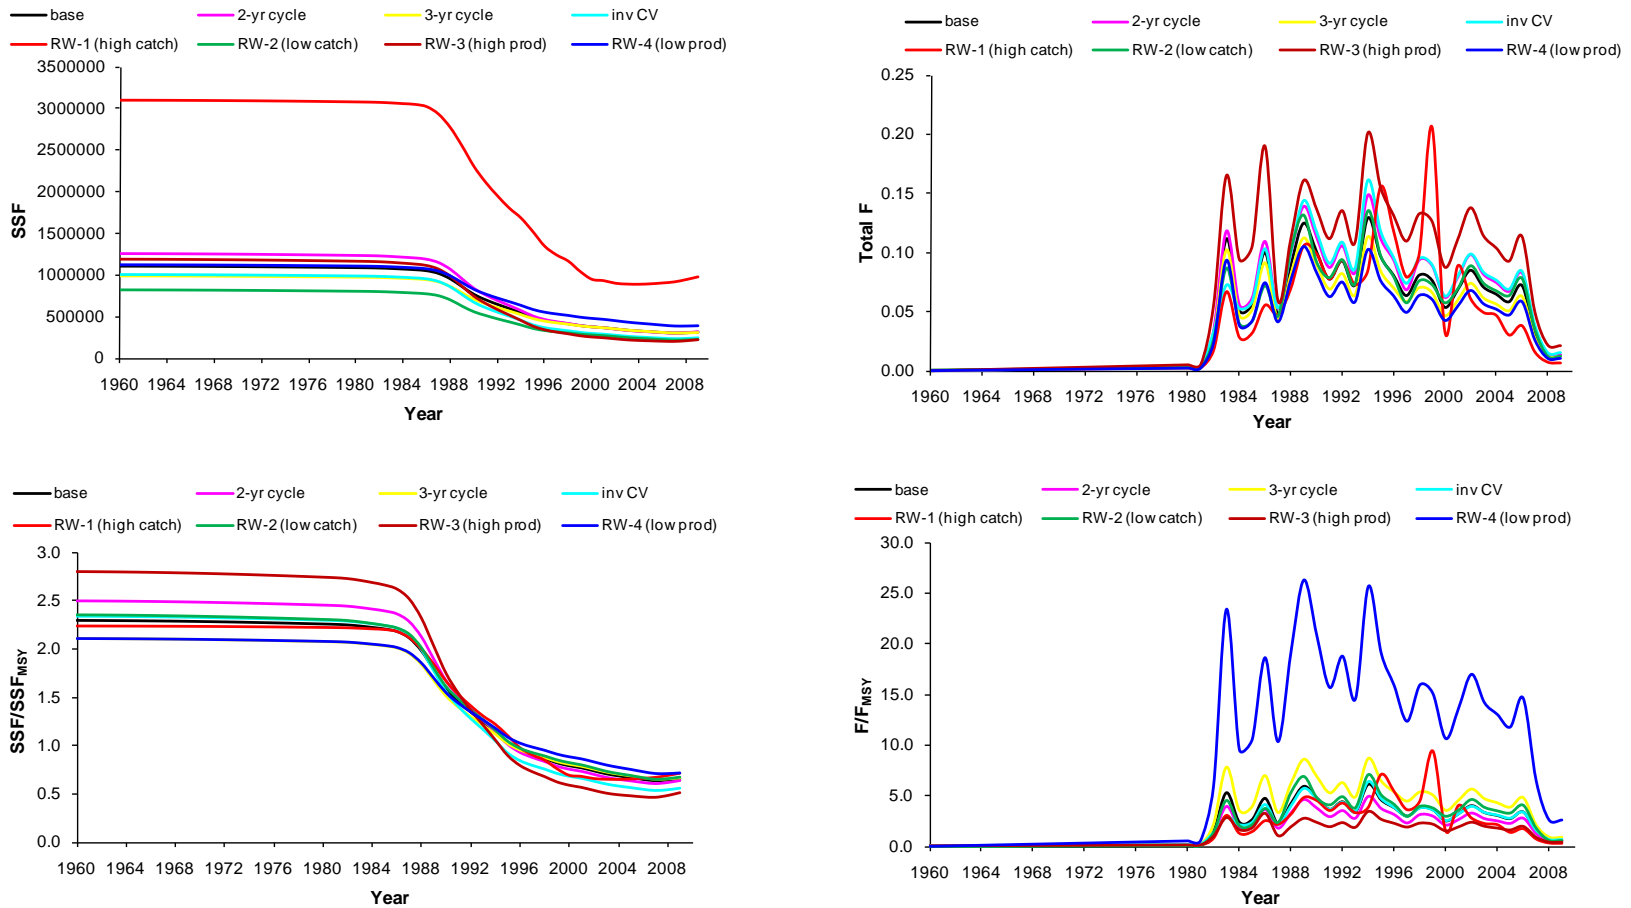 base 2-yr cycle 3-yr cycle inv CV
RW-1 (high catch) RW-2 (low catch) RW-3 (high prod) RW-4 (low prod)
3500000
3000000
2500000
2000000
1500000
1000000
500000
0
SSF
1960 1964 1968 1972 1976 1980 1984 1988 1992 1996 2000 2004 2008
Year
base 2-yr cycle 3-yr cycle inv CV
RW-1 (high catch) RW-2 (low catch) RW-3 (high prod) RW-4 (low prod)
0.25
0.20
0.15
0.10
0.05
0.00
Total F
1960 1964 1968 1972 1976 1980 1984 1988 1992 1996 2000 2004 2008
Year
base 2-yr cycle 3-yr cycle inv CV
RW-1 (high catch) RW-2 (low catch) RW-3 (high prod) RW-4 (low prod)
3.0
2.5
2.0
1.5
1.0
0.5
0.0
SSF/SSFMSY
1960 1964 1968 1972 1976 1980 1984 1988 1992 1996 2000 2004 2008
Year
base 2-yr cycle 3-yr cycle inv CV
RW-1 (high catch) RW-2 (low catch) RW-3 (high prod) RW-4 (low prod)
30.0
25.0
20.0
15.0
10.0
5.0
0.0
F/FMSY
1960 1964 1968 1972 1976 1980 1984 1988 1992 1996 2000 2004 2008
Year